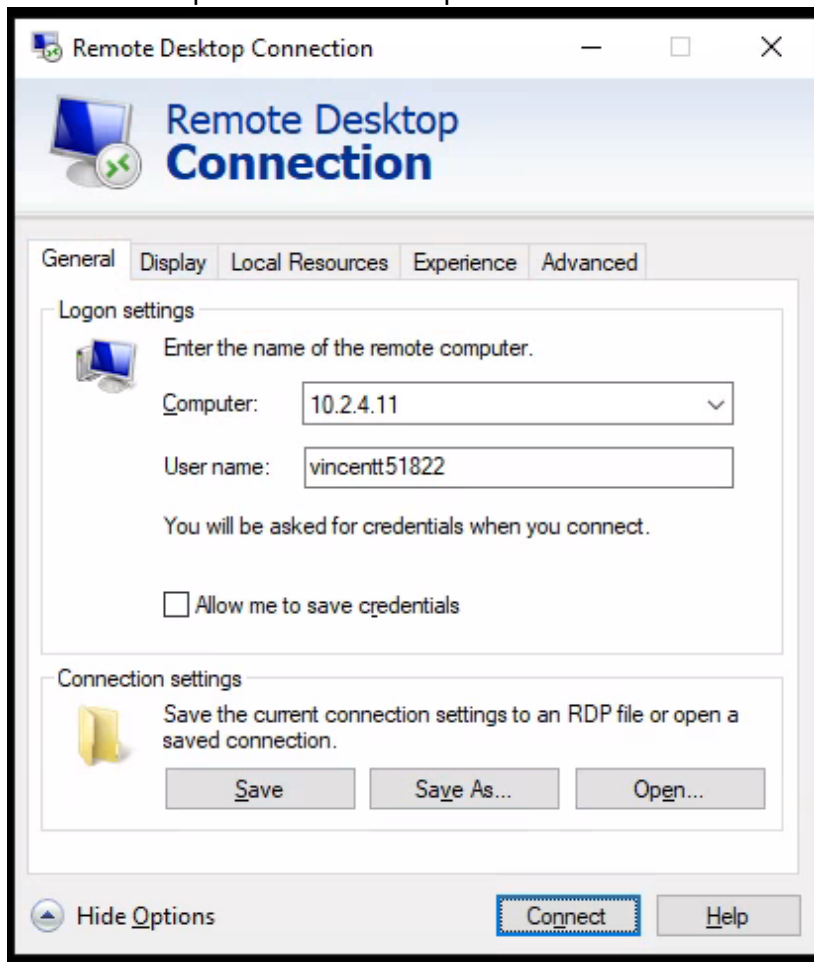 Remote Desktop Connection
Remote Desktop
Connection
General Display Local Resources Experience Advanced
Logon settings
Enter the name of the remote computer.
Computer: 10.2.4.11
User name: vincentt51822
You will be asked for credentials when you connect.
Allow me to save credentials
Connection settings
Save the current connection settings to an RDP file or open a
saved connection.
Save Save As... Open...
Hide Options Connect Help